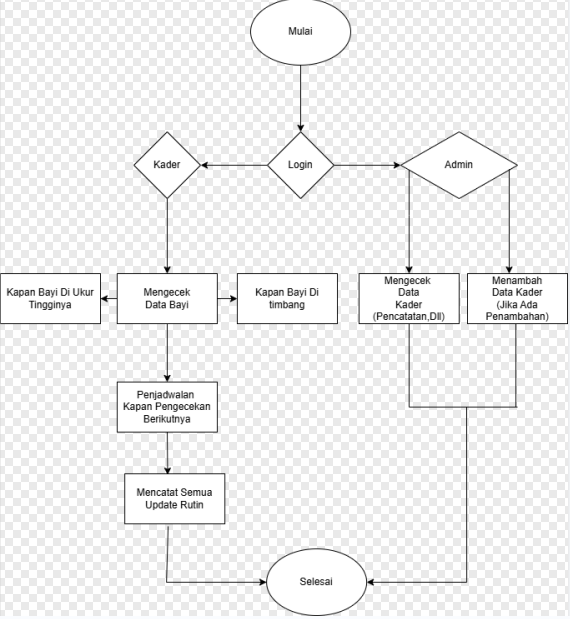 Mulai
Kader
Login
Admin
Kapan Bayi Di Ukur
Tingginya
Mengecek
Data Bayi
Kapan Bayi Di
timbang
Mengecek
Data
Kader
(Pencatatan,Dll)
Menambah
Data Kader
(Jika Ada
Penambahan)
Penjadwalan
Kapan Pengecekan
Berikutnya
Mencatat Semua
Update Rutin
Selesai